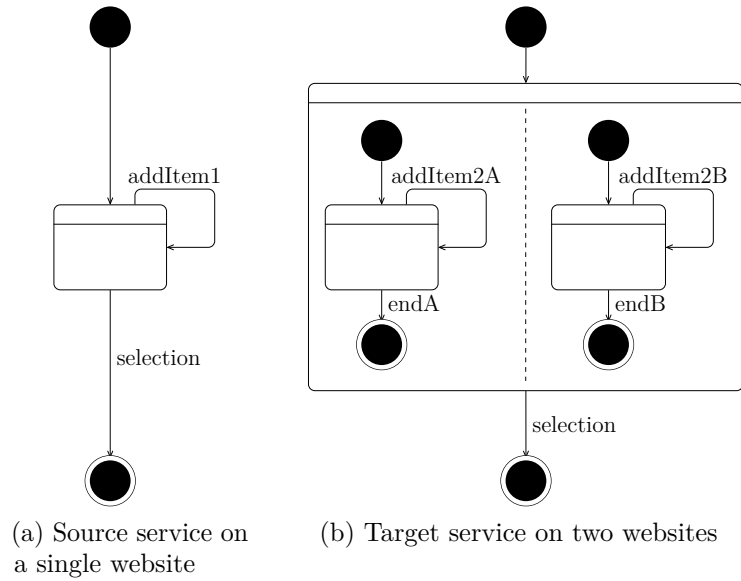 addItem1
addItem2A
addItem2B
endA
endB
selection
selection
(a) Source service on
a single website
(b) Target service on two websites